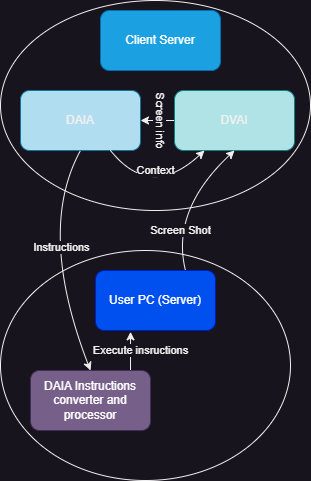 Client Server
DAIA
Screen info
DVAI
Context
Screen Shot
Instructions
User PC (Server)
Execute insructions
DAIA Instructions
converter and
processor